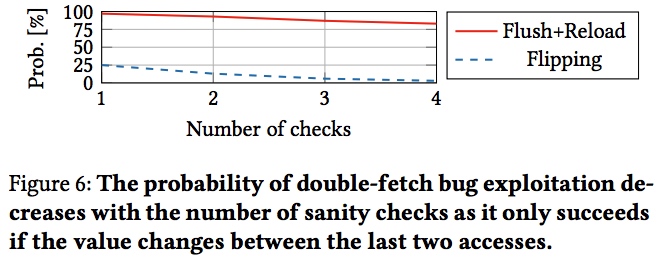 100
75
50
25
0
Prob. [%]
1 2 3 4
Number of checks
Flush+Reload
Flipping
Figure 6: The probability of double-fetch bug exploitation de-
creases with the number of sanity checks as it only succeeds
if the value changes between the last two accesses.